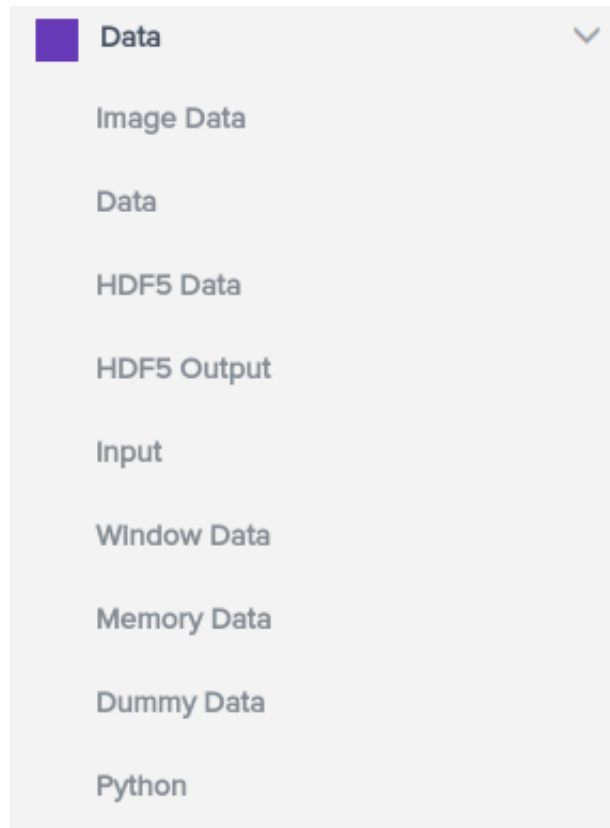 Data
Image Data
Data
HDF5 Data
HDF5 Output
Input
Window Data
Memory Data
Dummy Data
Python